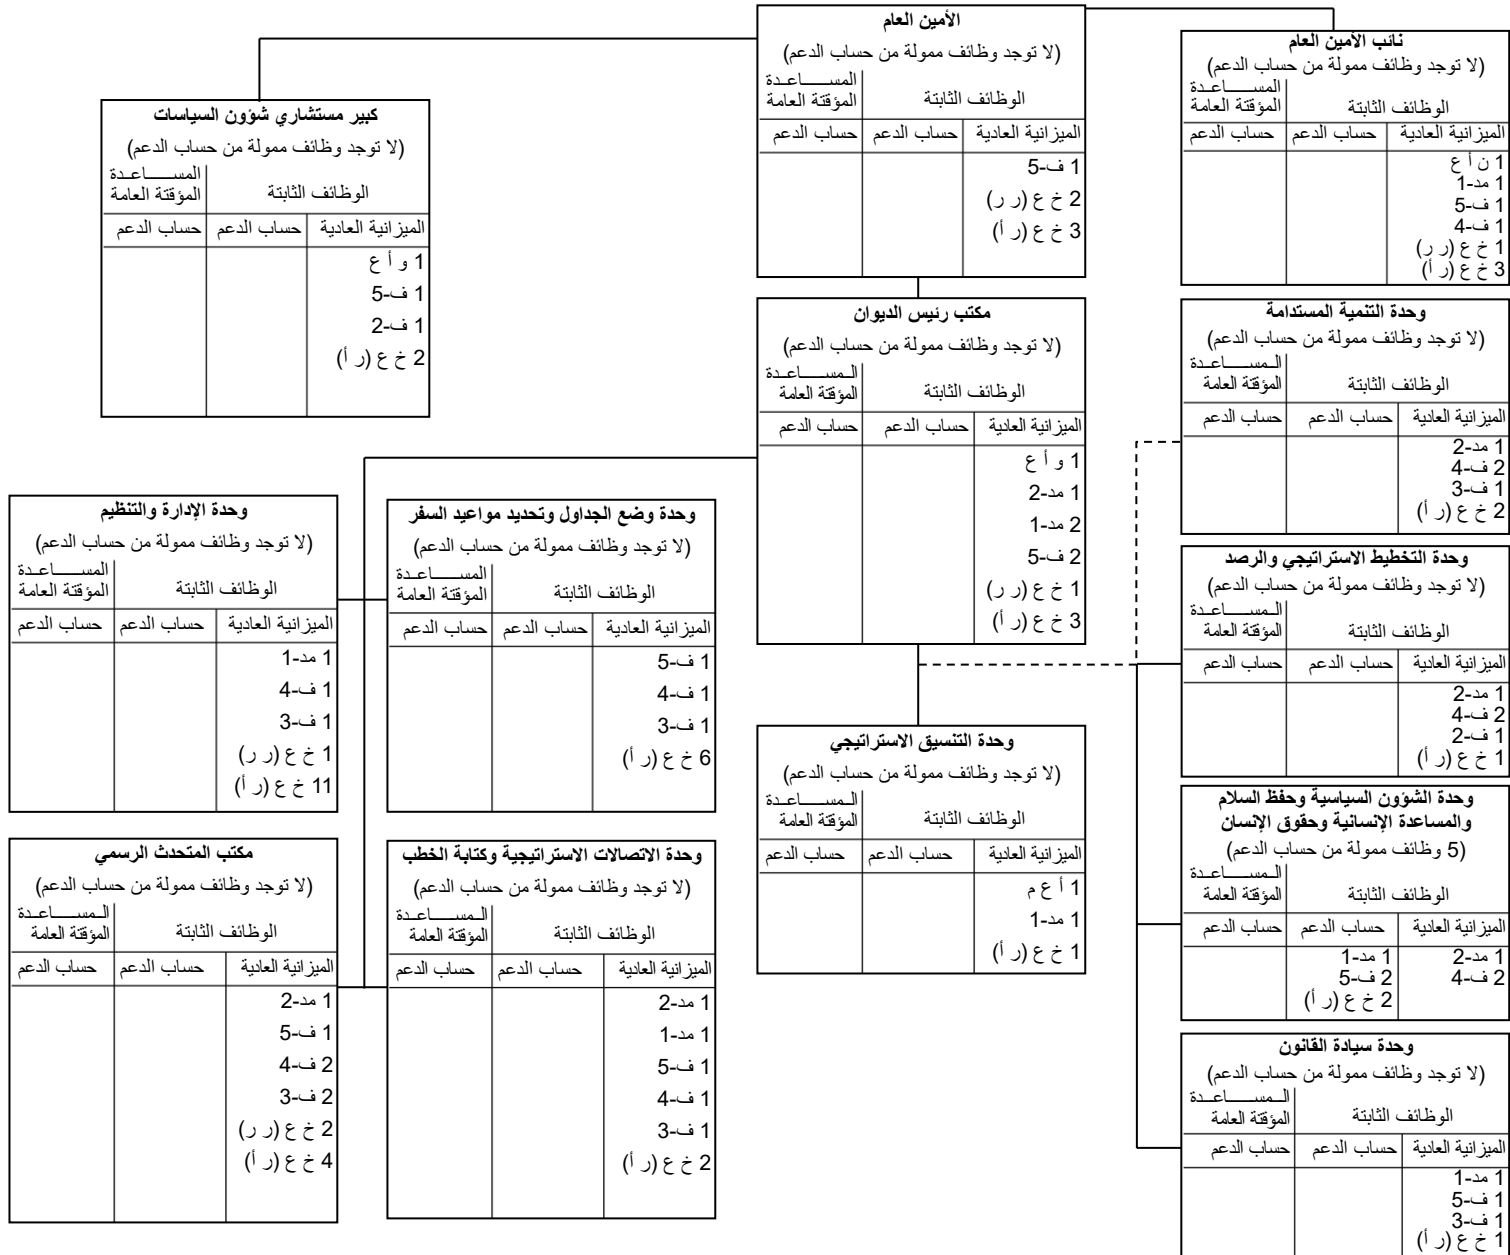 الأمين العام
(لا توجد وظائف ممولة من حساب الدعم)
الوظائف الثابتة
المساعدة
المؤقتة العامة
الميزانية العادية
حساب الدعم
حساب الدعم
1 ف-5
2 خ ع (ر ر)
3 خ ع (ر أ)
نائب الأمين العام
(لا توجد وظائف ممولة من حساب الدعم)
الوظائف الثابتة
المساعدة
المؤقتة العامة
الميزانية العادية
حساب الدعم
حساب الدعم
1 ن أ ع
1 مد-1
1 ف-5
1 ف-4
1 خ ع (ر ر)
3 خ ع (ر أ)
كبير مستشاري شؤون السياسات
(لا توجد وظائف ممولة من حساب الدعم)
الوظائف الثابتة
المساعدة
المؤقتة العامة
الميزانية العادية
حساب الدعم
حساب الدعم
1 و أ ع
1 ف-5
1 ف-2
2 خ ع (ر أ)
مكتب رئيس الديوان
(لا توجد وظائف ممولة من حساب الدعم)
الوظائف الثابتة
المساعدة
المؤقتة العامة
الميزانية العادية
حساب الدعم
حساب الدعم
1 و أ ع
1 مد-2
2 مد-1
2 ف-5
1 خ ع (ر ر)
3 خ ع (ر أ)
وحدة التنمية المستدامة
(لا توجد وظائف ممولة من حساب الدعم)
الوظائف الثابتة
المساعدة
المؤقتة العامة
الميزانية العادية
حساب الدعم
حساب الدعم
1 مد-2
2 ف-4
1 ف-3
2 خ ع (ر أ)
وحدة التخطيط الاستراتيجي والرصد
(لا توجد وظائف ممولة من حساب الدعم)
الوظائف الثابتة
المساعدة
المؤقتة العامة
الميزانية العادية
حساب الدعم
حساب الدعم
1 مد-2
2 ف-4
1 ف-2
1 خ ع (ر أ)
وحدة الشؤون السياسية وحفظ السلام
والمساعدة الإنسانية وحقوق الإنسان
(5 وظائف ممولة من حساب الدعم)
الوظائف الثابتة
المساعدة
المؤقتة العامة
الميزانية العادية
حساب الدعم
حساب الدعم
1 مد-2
2 ف-4
1 مد-1
2 ف-5
2 خ ع (ر أ)
وحدة سيادة القانون
(لا توجد وظائف ممولة من حساب الدعم)
الوظائف الثابتة
المساعدة
المؤقتة العامة
الميزانية العادية
حساب الدعم
حساب الدعم
1 مد-1
1 ف-5
1 ف-3
1 خ ع (ر أ)
وحدة التنسيق الاستراتيجي
(لا توجد وظائف ممولة من حساب الدعم)
الوظائف الثابتة
المساعدة
المؤقتة العامة
الميزانية العادية
حساب الدعم
حساب الدعم
1 أ ع م
1 مد-1
1 خ ع (ر أ)
وحدة وضع الجداول وتحديد مواعيد السفر
(لا توجد وظائف ممولة من حساب الدعم)
الوظائف الثابتة
المساعدة
المؤقتة العامة
الميزانية العادية
حساب الدعم
حساب الدعم
1 ف-5
1 ف-4
1 ف-3
6 خ ع (ر أ)
وحدة الإدارة والتنظيم
(لا توجد وظائف ممولة من حساب الدعم)
الوظائف الثابتة
المساعدة
المؤقتة العامة
الميزانية العادية
حساب الدعم
حساب الدعم
1 مد-1
1 ف-4
1 ف-3
1 خ ع (ر ر)
11 خ ع (ر أ)
وحدة الاتصالات الاستراتيجية وكتابة الخطب
(لا توجد وظائف ممولة من حساب الدعم)
الوظائف الثابتة
المساعدة
المؤقتة العامة
الميزانية العادية
حساب الدعم
حساب الدعم
1 مد-2
1 مد-1
1 ف-5
1 ف-4
1 ف-3
2 خ ع (ر أ)
مكتب المتحدث الرسمي
(لا توجد وظائف ممولة من حساب الدعم)
الوظائف الثابتة
المساعدة
المؤقتة العامة
الميزانية العادية
حساب الدعم
حساب الدعم
1 مد-2
1 ف-5
2 ف-4
2 ف-3
2 خ ع (ر ر)
4 خ ع (ر أ)